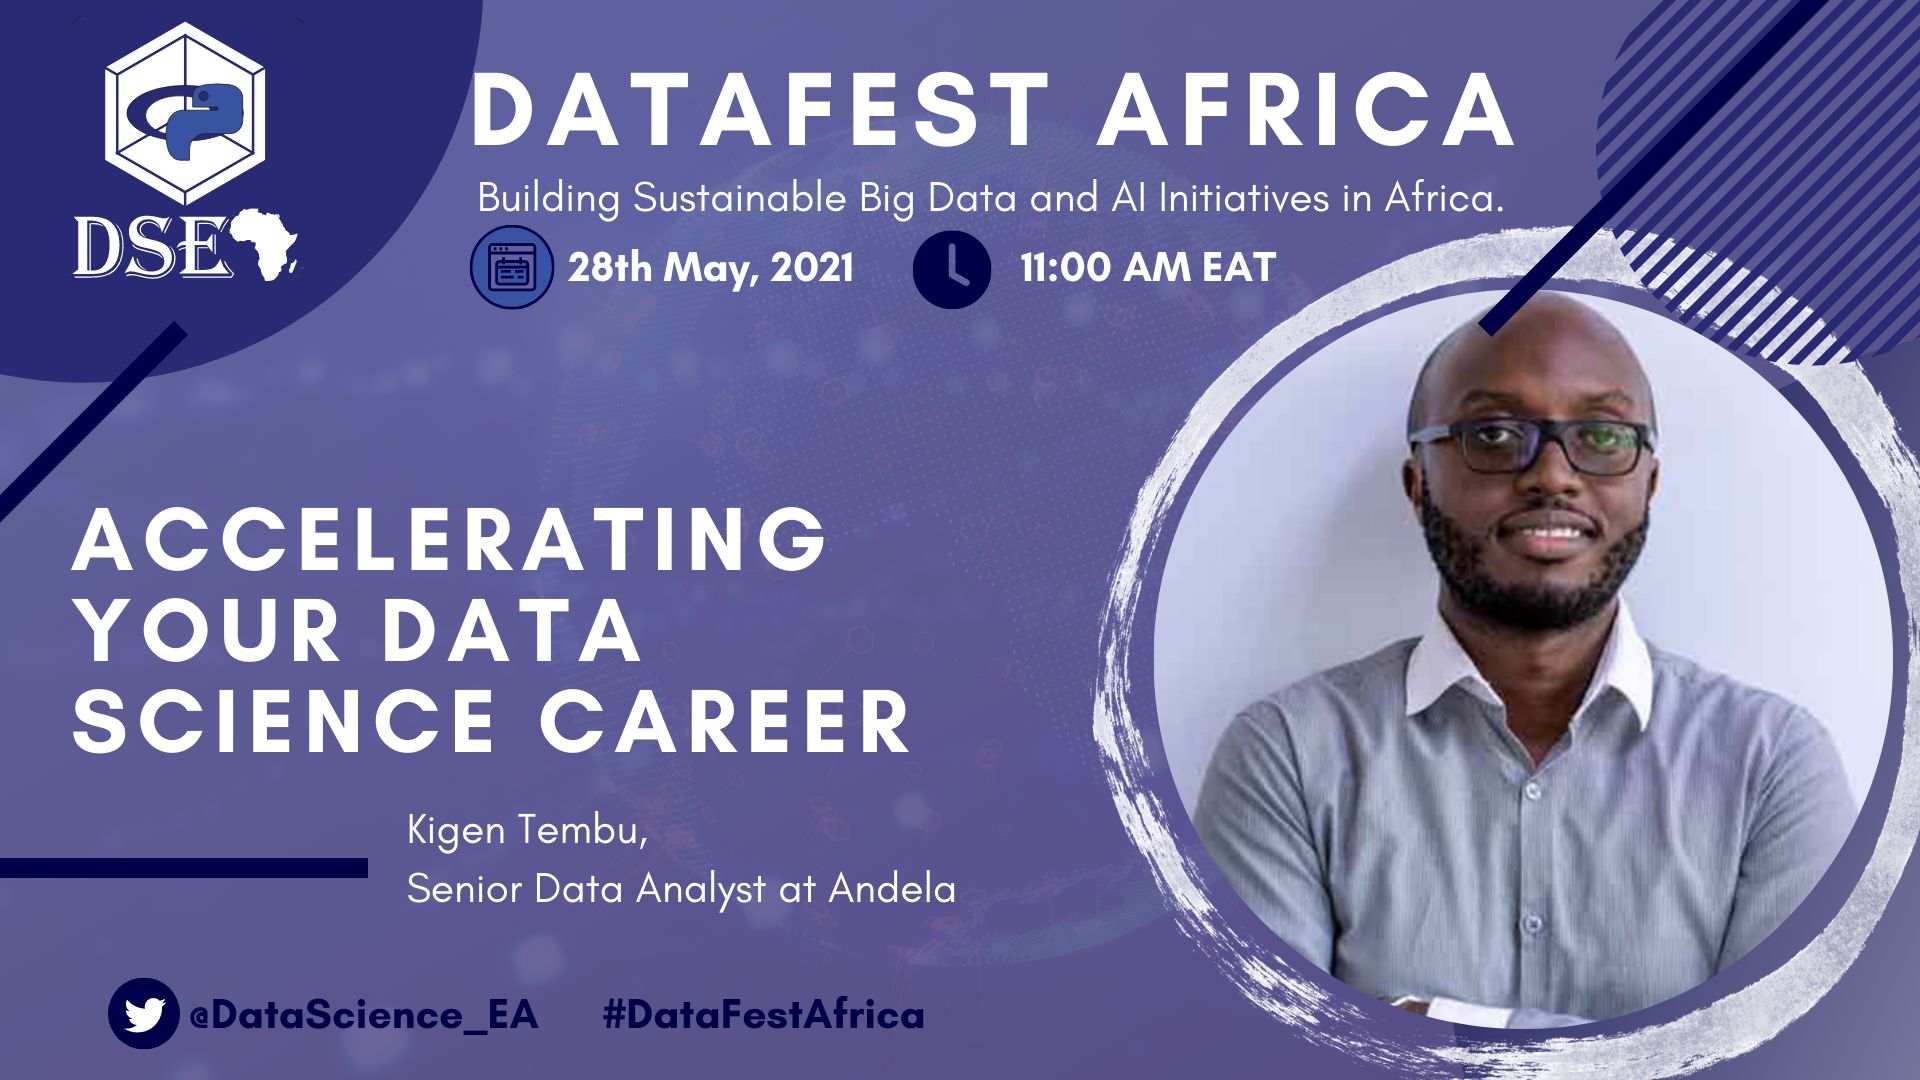 DSEA
DATAFEST AFRICA
Building Sustainable Big Data and AI Initiatives in Africa.
28th May, 2021
11:00 AM EAT
ACCELERATING
YOUR DATA
SCIENCE CAREER
Kigen Tembu,
Senior Data Analyst at Andela
@DataScience_EA
#DataFestAfrica